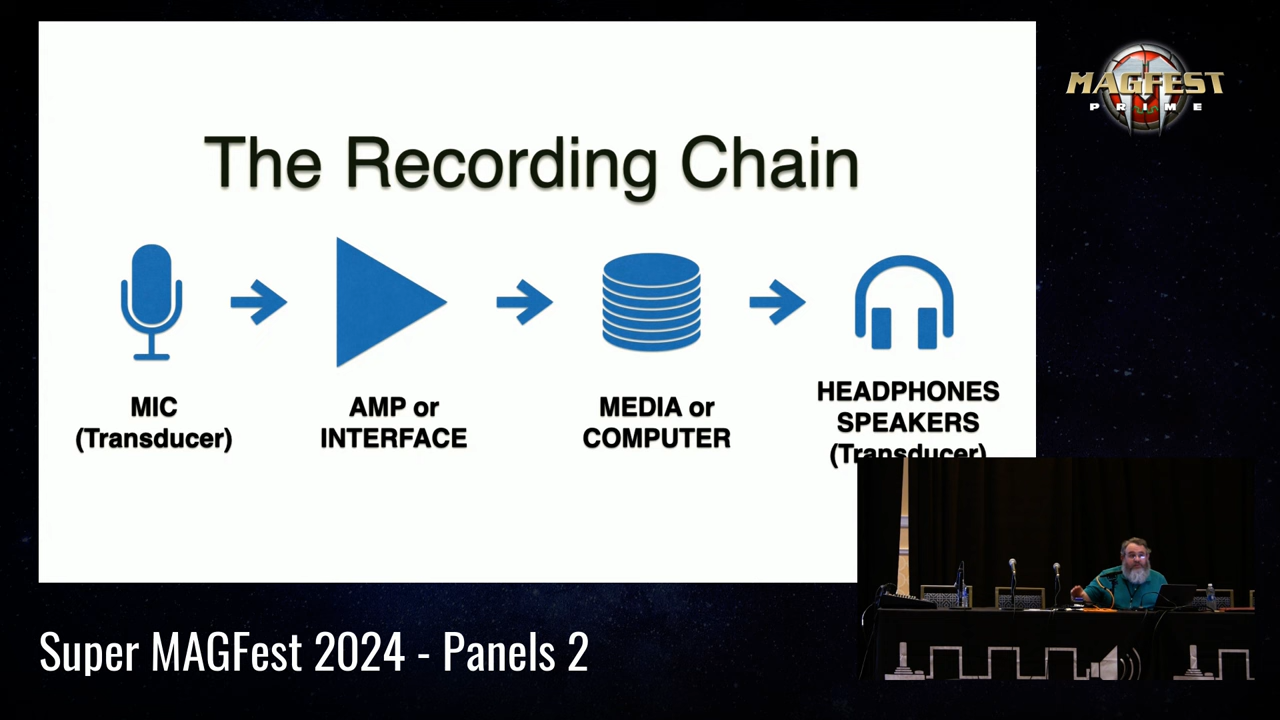 The Recording Chain
MIC
(Transducer)
AMP or
INTERFACE
MEDIA or
COMPUTER
HEADPHONES
SPEAKERS
(Transducer)
MAGFEST
PRIME
Super MAGFest 2024 - Panels 2